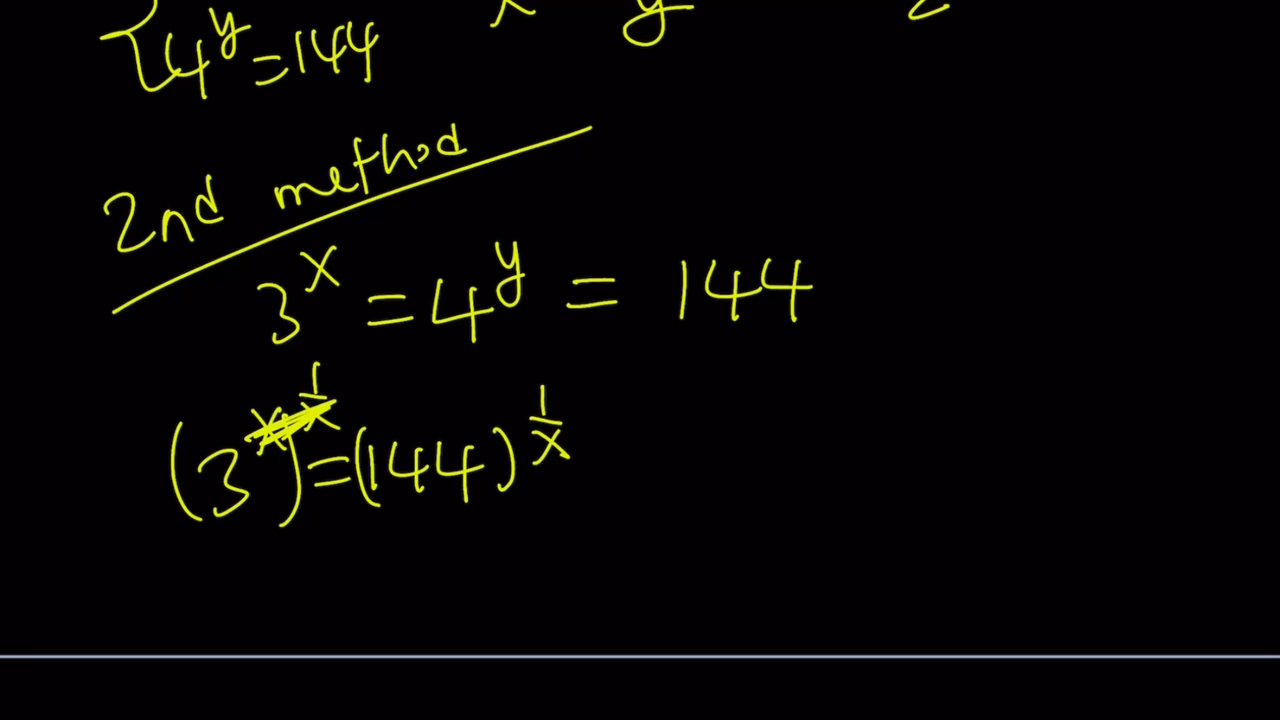 4^y = 144
2nd method
3^x = 4^y = 144
(3^x)^{1/x} = (144)^{1/x}